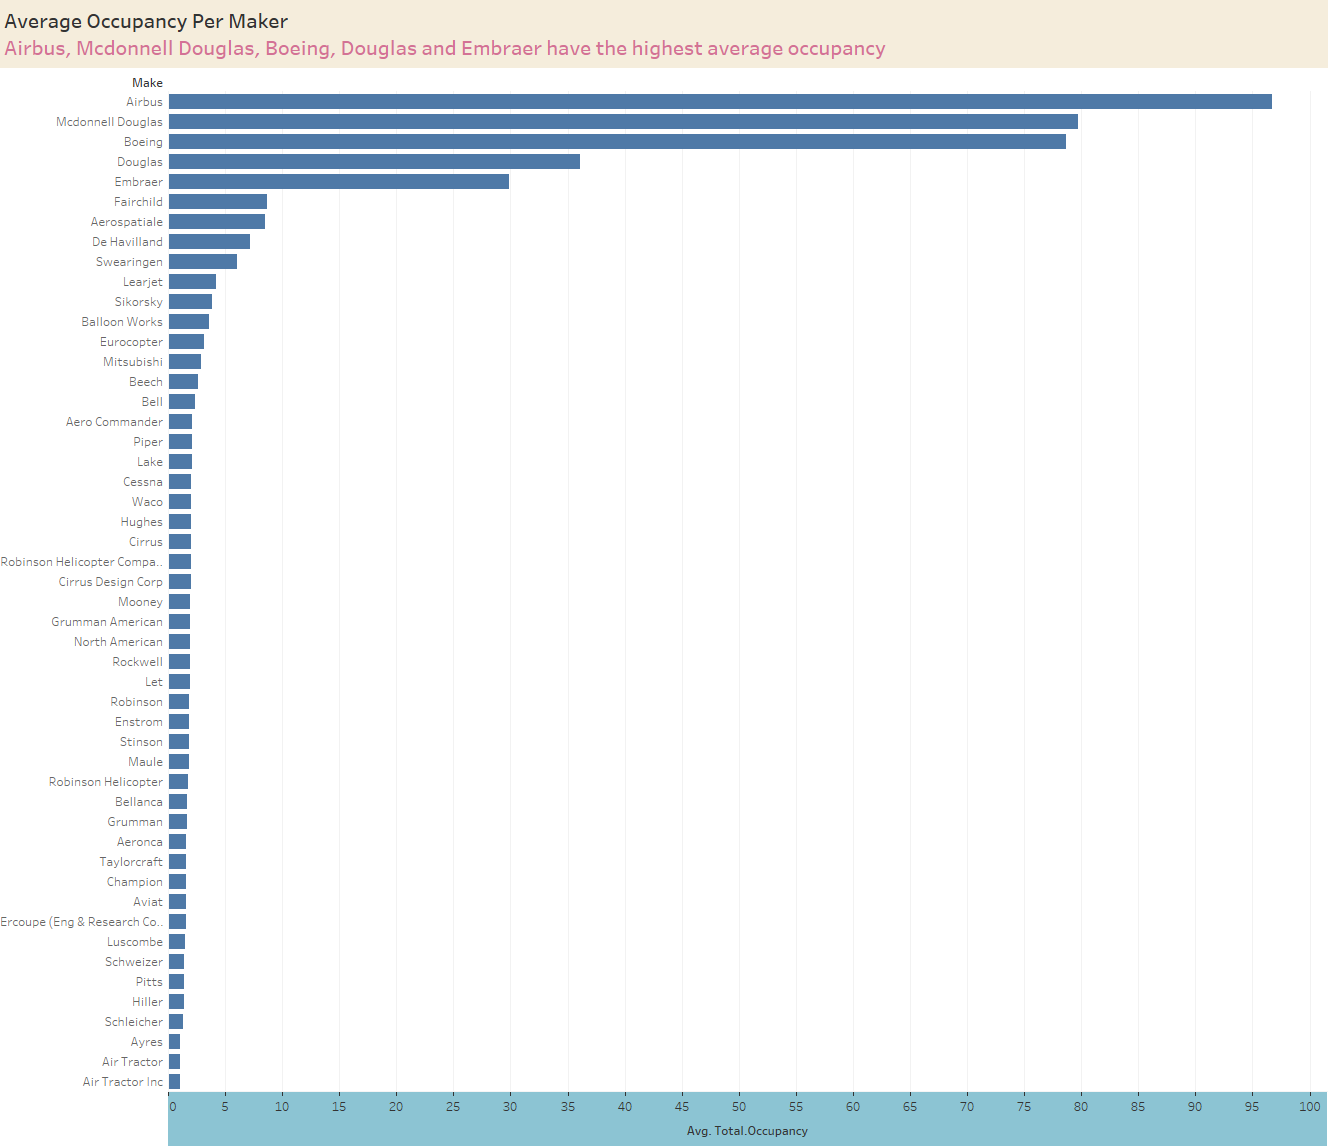 Average Occupancy Per Maker
Airbus, Mcdonnell Douglas, Boeing, Douglas and Embraer have the highest average occupancy
Make
Airbus
Mcdonnell Douglas
Boeing
Douglas
Embraer
Fairchild
Aerospatiale
De Havilland
Swearingen
Learjet
Sikorsky
Balloon Works
Eurocopter
Mitsubishi
Beech
Bell
Aero Commander
Piper
Lake
Cessna
Waco
Hughes
Cirrus
Robinson Helicopter Compa..
Cirrus Design Corp
Mooney
Grumman American
North American
Rockwell
Let
Robinson
Enstrom
Stinson
Maule
Robinson Helicopter
Bellanca
Grumman
Aeronca
Taylorcraft
Champion
Aviat
Ercoupe (Eng & Research Co..
Luscombe
Schweizer
Pitts
Hiller
Schleicher
Ayres
Air Tractor
Air Tractor Inc
0 5 10 15 20 25 30 35 40 45 50 55 60 65 70 75 80 85 90 95 100
Avg. Total.Occupancy